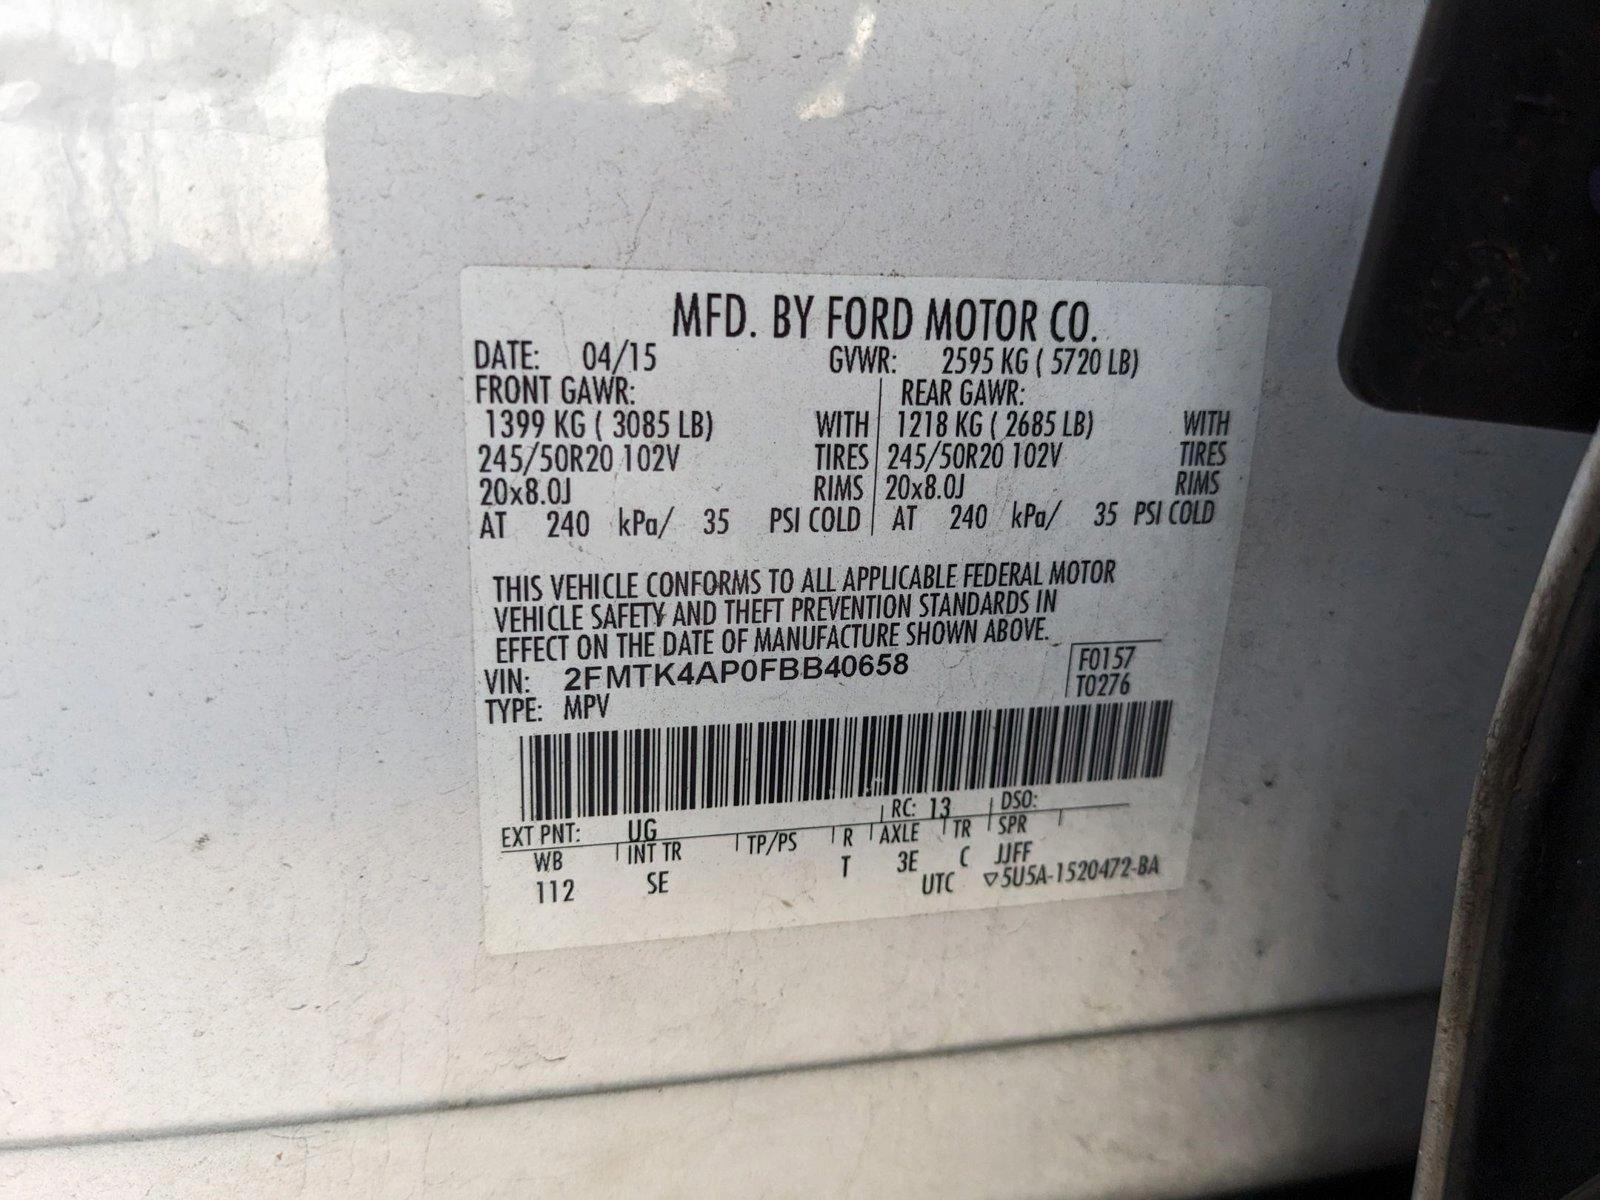 MFD. BY FORD MOTOR CO.
DATE: 04/15 GVWR: 2595 KG ( 5720 LB)
FRONT GAWR: REAR GAWR:
1399 KG ( 3085 LB) WITH 1218 KG ( 2685 LB) WITH
245/50R20 102V TIRES 245/50R20 102V TIRES
20x8.0J RIMS 20x8.0J RIMS
AT 240 kPa/ 35 PSI COLD AT 240 kPa/ 35 PSI COLD
THIS VEHICLE CONFORMS TO ALL APPLICABLE FEDERAL MOTOR
VEHICLE SAFETY AND THEFT PREVENTION STANDARDS IN
EFFECT ON THE DATE OF MANUFACTURE SHOWN ABOVE.
VIN: 2FMTK4AP0FBB40658 F0157
TYPE: MPV T0276
EXT PNT: UG RC: 13 DSO:
WB INT TR TP/PS R AXLE TR SPR
112 SE T 3E C JJFF
UTC ▽5U5A-1520472-BA